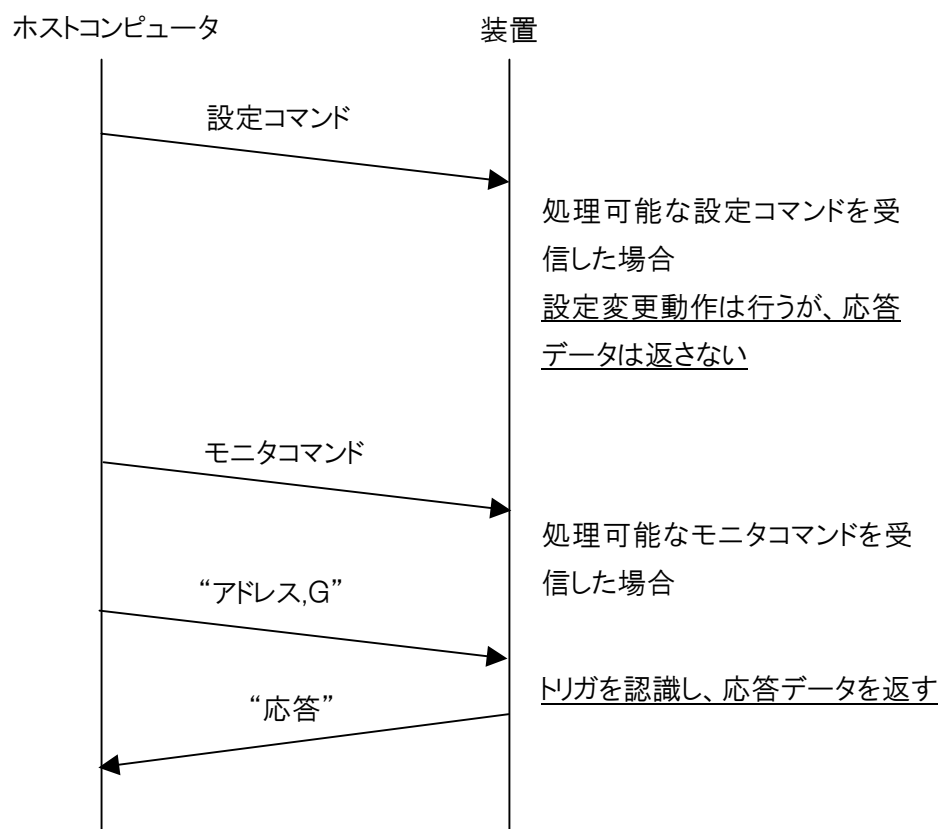 ホストコンピュータ
装置
設定コマンド
処理可能な設定コマンドを受
信した場合
設定変更動作は行うが、応答
データは返さない
モニタコマンド
処理可能なモニタコマンドを受
信した場合
“アドレス,G”
トリガを認識し、応答データを返す
“応答”